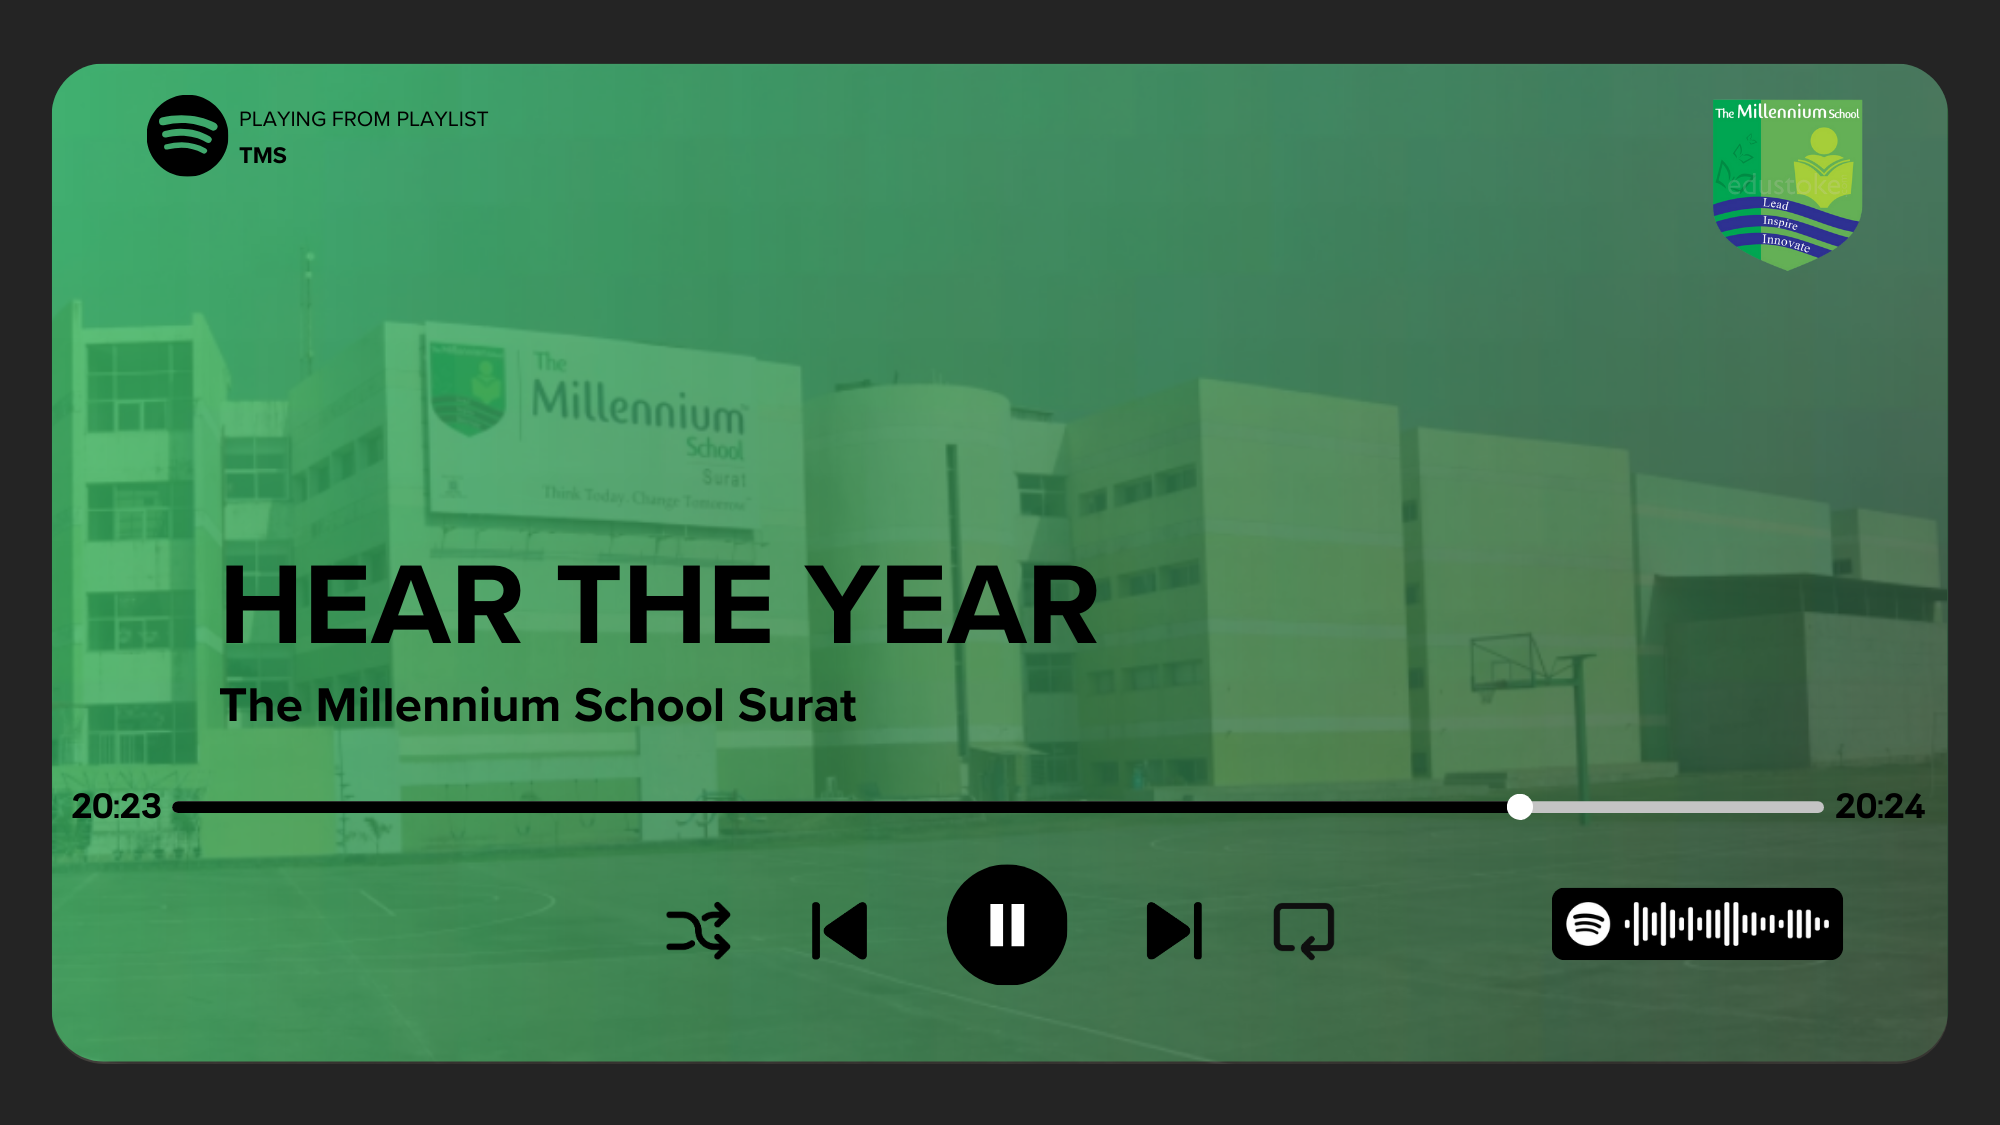 PLAYING FROM PLAYLIST
TMS
The Millennium School
edustoke
Lead
Inspire
Innovate
The
Millennium
School
Surat
Think Today. Change Tomorrow
HEAR THE YEAR
The Millennium School Surat
20:23
20:24